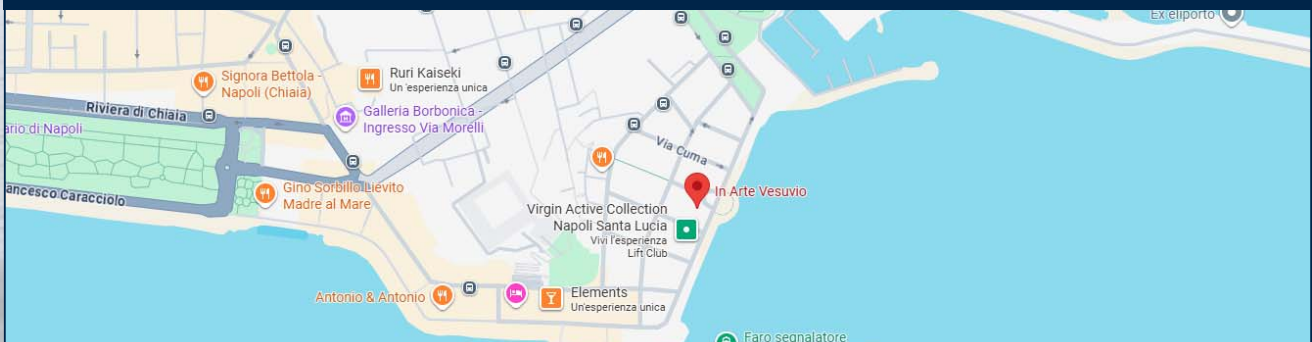 Ex eliporto
Signora Bettola -
Napoli (Chiaia)
Ruri Kaiseki
Un'esperienza unica
Riviera di Chiaia
Galleria Borbonica -
Ingresso Via Morelli
ario di Napoli
Via Cuma
ancesco Caracciolo
Gino Sorbillo Lievito
Madre al Mare
In Arte Vesuvio
Virgin Active Collection
Napoli Santa Lucia
Vivi l'esperienza
Lift Club
Antonio & Antonio
Elements
Un'esperienza unica
Faro segnalatore